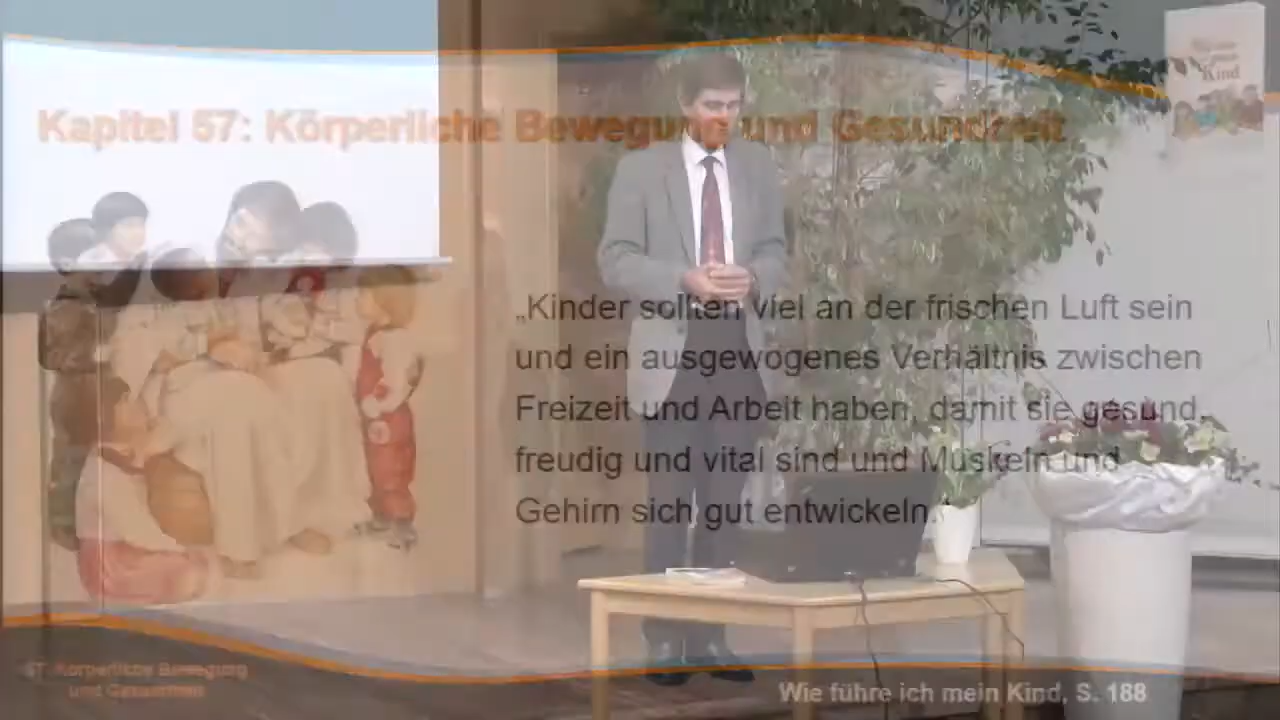 Kind
Kapitel 57: Körperliche Bewegung und Gesundheit
„Kinder sollten viel an der frischen Luft sein
und ein ausgewogenes Verhältnis zwischen
Freizeit und Arbeit haben, damit sie gesund,
freudig und vital sind und Muskeln und
Gehirn sich gut entwickeln.
57. Körperliche Bewegung
und Gesundheit
Wie führe ich mein Kind, S. 188